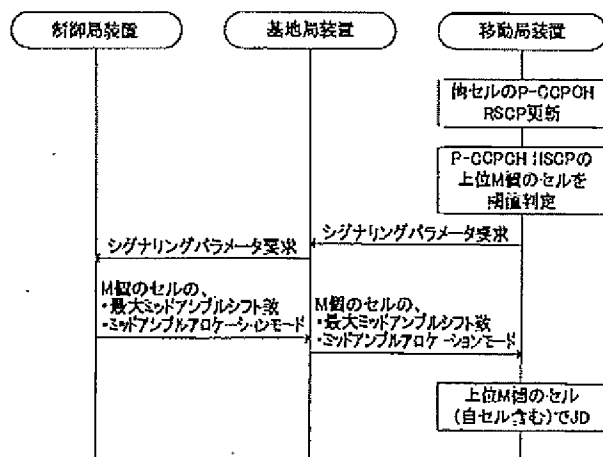 制御局装置
基地局装置
移動局装置
他セルのP-CCPCH
RSCP更新
P-CCPCH RSCPの
上位M個のセルを
閾値判定
シグナリングパラメータ要求
シグナリングパラメータ要求
M個のセルの、
・最大ミッドアンブルシフト数
・ミッドアンブルアロケーションモード
M個のセルの、
・最大ミッドアンブルシフト数
・ミッドアンブルアロケーションモード
上位M個のセル
(自セル含む)でJD